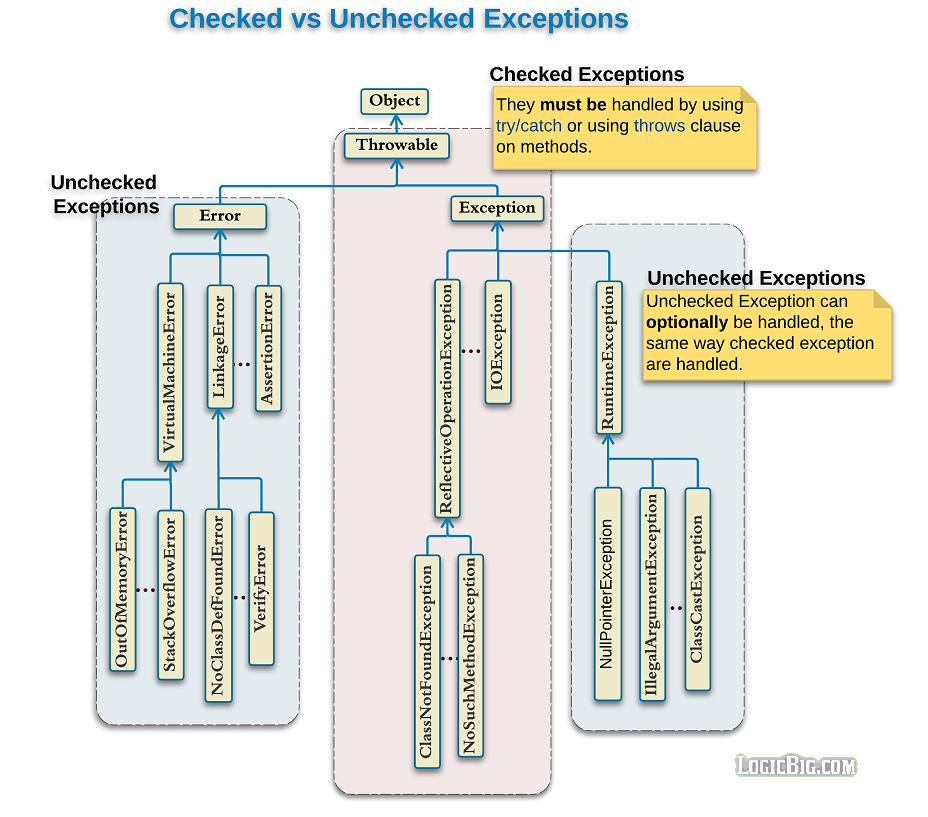 Checked vs Unchecked Exceptions
Checked Exceptions
They must be handled by using
try/catch or using throws clause
on methods.
Object
Throwable
Unchecked
Exceptions
Error
Exception
Unchecked Exceptions
Unchecked Exception can
optionally be handled, the
same way checked exception
are handled.
VirtualMachineError
LinkageError
...
AssertionError
ReflectiveOperationException
...
IOException
RuntimeException
OutOfMemoryError
...
StackOverflowError
NoClassDefFoundError
..
VerifyError
ClassNotFoundException
...
NoSuchMethodException
NullPointerException
IllegalArgumentException
..
ClassCastException
LogicBig.com